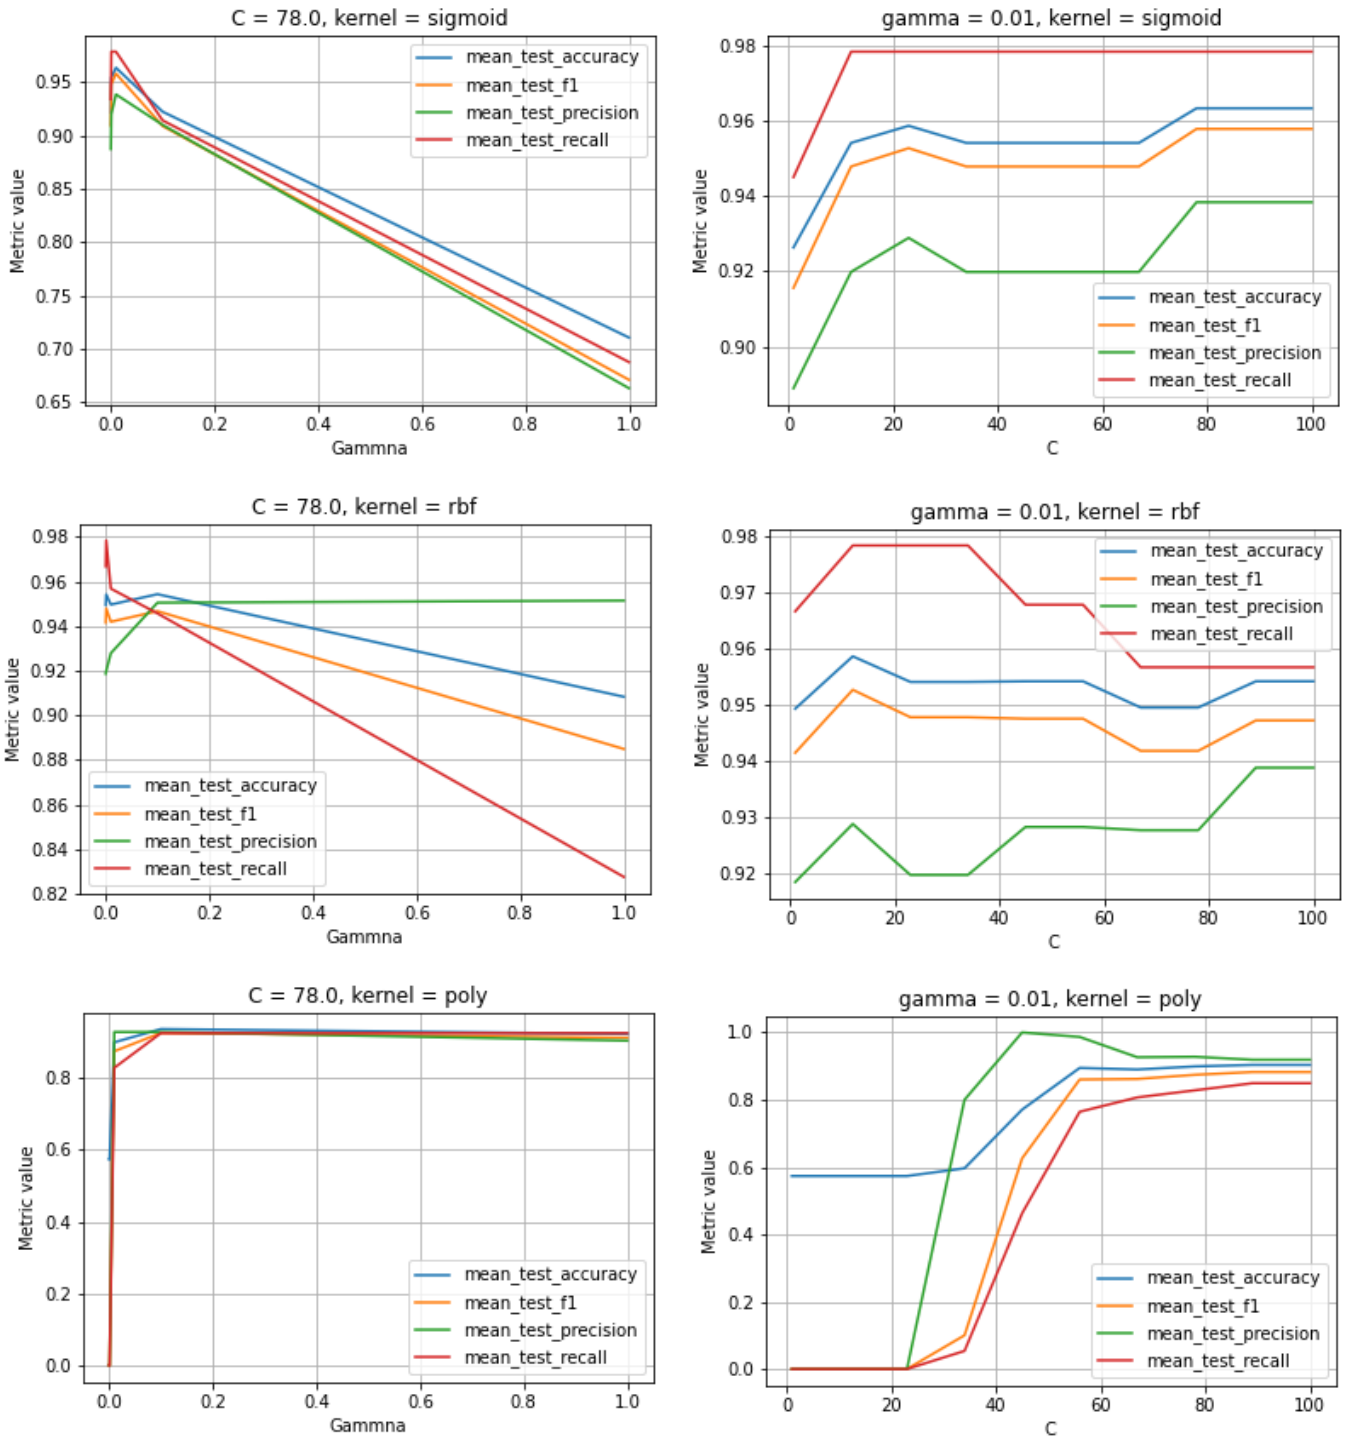 C = 78.0, kernel = sigmoid
mean_test_accuracy
mean_test_f1
mean_test_precision
mean_test_recall
0.95
0.90
0.85
0.80
0.75
0.70
0.65
Metric value
0.0 0.2 0.4 0.6 0.8 1.0
Gammna
gamma = 0.01, kernel = sigmoid
0.98
0.96
0.94
0.92
0.90
Metric value
mean_test_accuracy
mean_test_f1
mean_test_precision
mean_test_recall
0 20 40 60 80 100
C
C = 78.0, kernel = rbf
0.98
0.96
0.94
0.92
0.90
0.88
0.86
0.84
0.82
Metric value
mean_test_accuracy
mean_test_f1
mean_test_precision
mean_test_recall
0.0 0.2 0.4 0.6 0.8 1.0
Gammna
gamma = 0.01, kernel = rbf
mean_test_accuracy
mean_test_f1
mean_test_precision
mean_test_recall
0.98
0.97
0.96
0.95
0.94
0.93
0.92
Metric value
0 20 40 60 80 100
C
C = 78.0, kernel = poly
0.8
0.6
0.4
0.2
0.0
Metric value
mean_test_accuracy
mean_test_f1
mean_test_precision
mean_test_recall
0.0 0.2 0.4 0.6 0.8 1.0
Gammna
gamma = 0.01, kernel = poly
1.0
0.8
0.6
0.4
0.2
0.0
Metric value
mean_test_accuracy
mean_test_f1
mean_test_precision
mean_test_recall
0 20 40 60 80 100
C